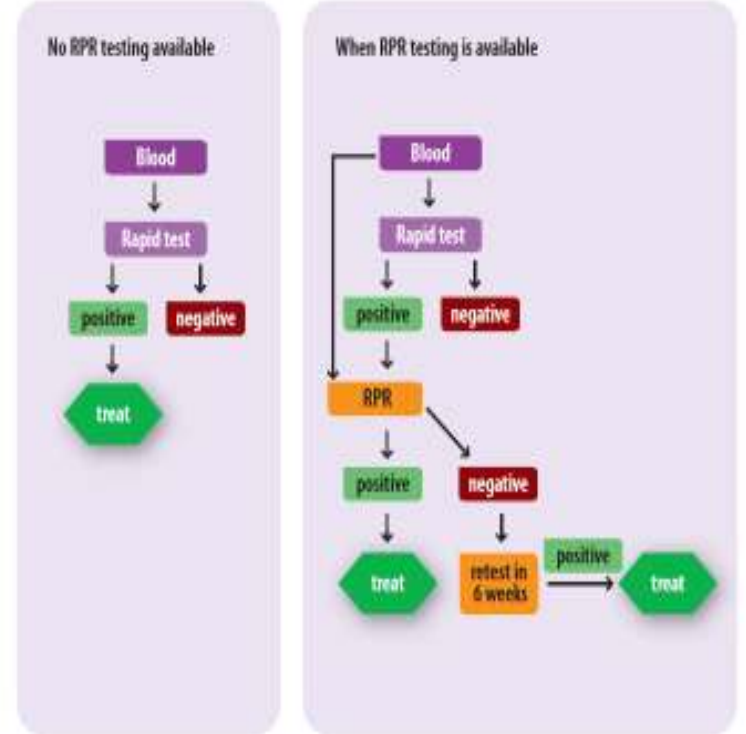 No RPR testing available
Blood
Rapid test
positive
negative
treat
When RPR testing is available
Blood
Rapid test
positive
negative
RPR
positive
negative
treat
retest in
6 weeks
positive
treat